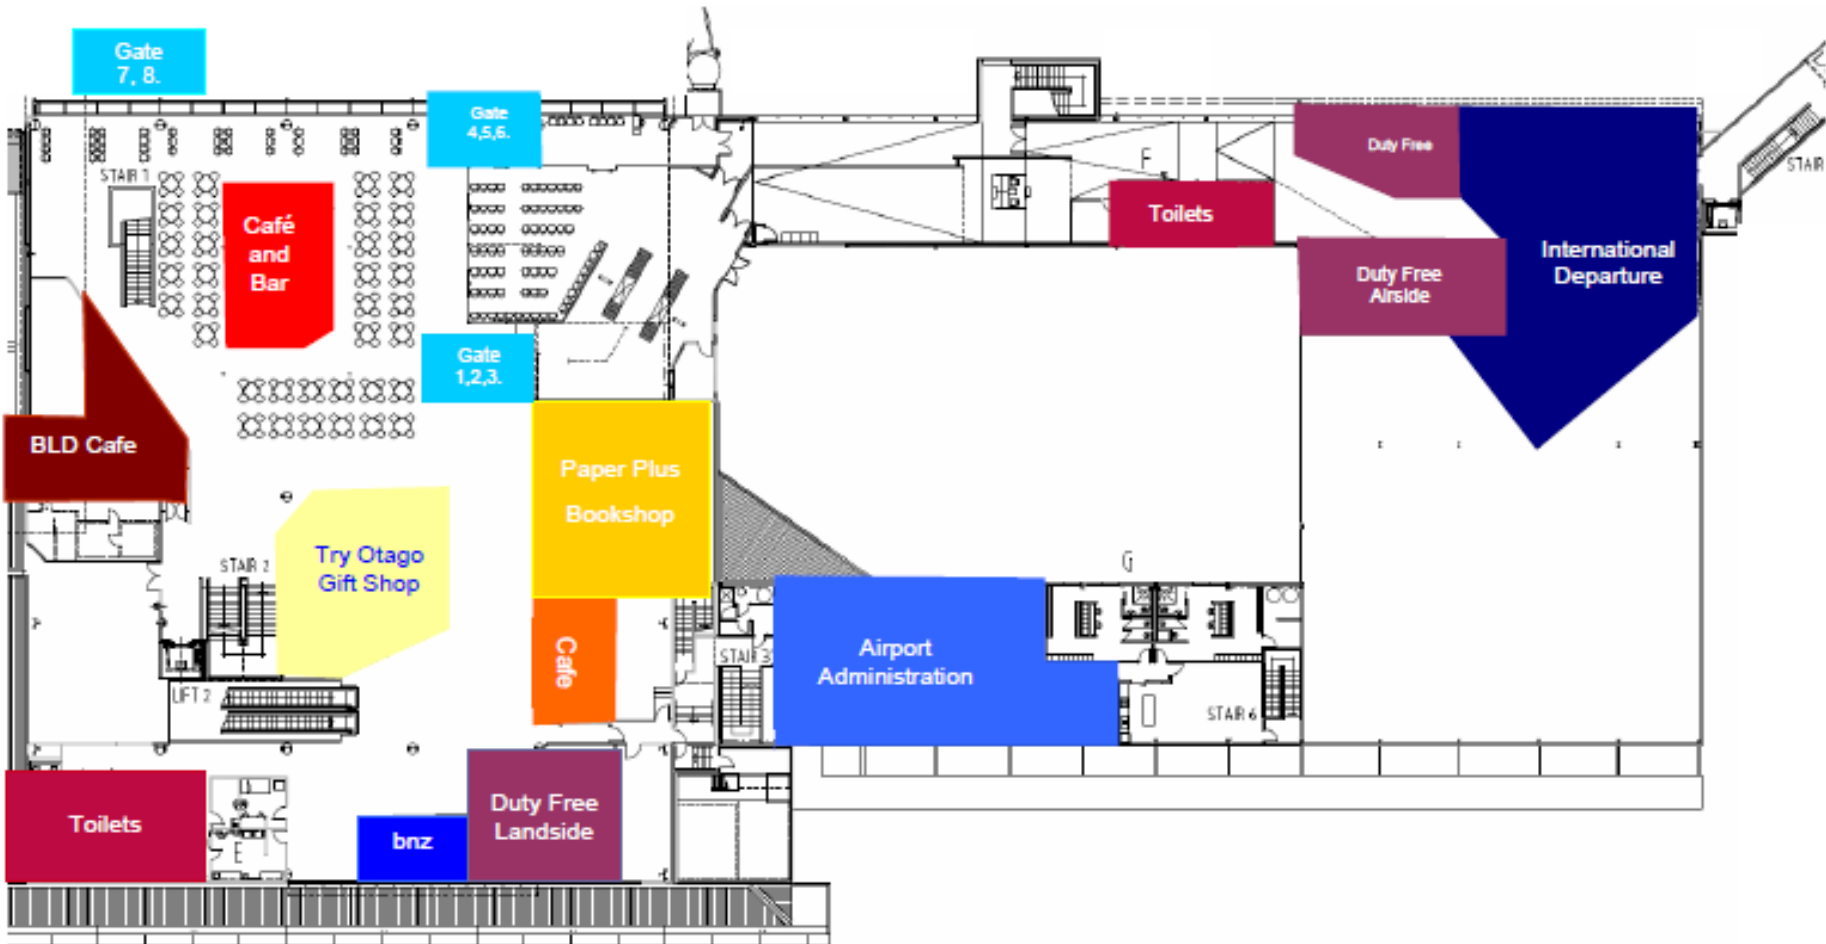 Gate
7, 8.
Gate
4,5,6.
STAIR 1
Café
and
Bar
F
Toilets
Duty Free
STAIR
International
Departure
Duty Free
Airside
Gate
1,2,3.
BLD Cafe
Paper Plus
Bookshop
Try Otago
Gift Shop
STAIR 2
G
Cafe
STAIR 3
Airport
Administration
LIFT 2
STAIR 6
Toilets
E
bnz
Duty Free
Landside